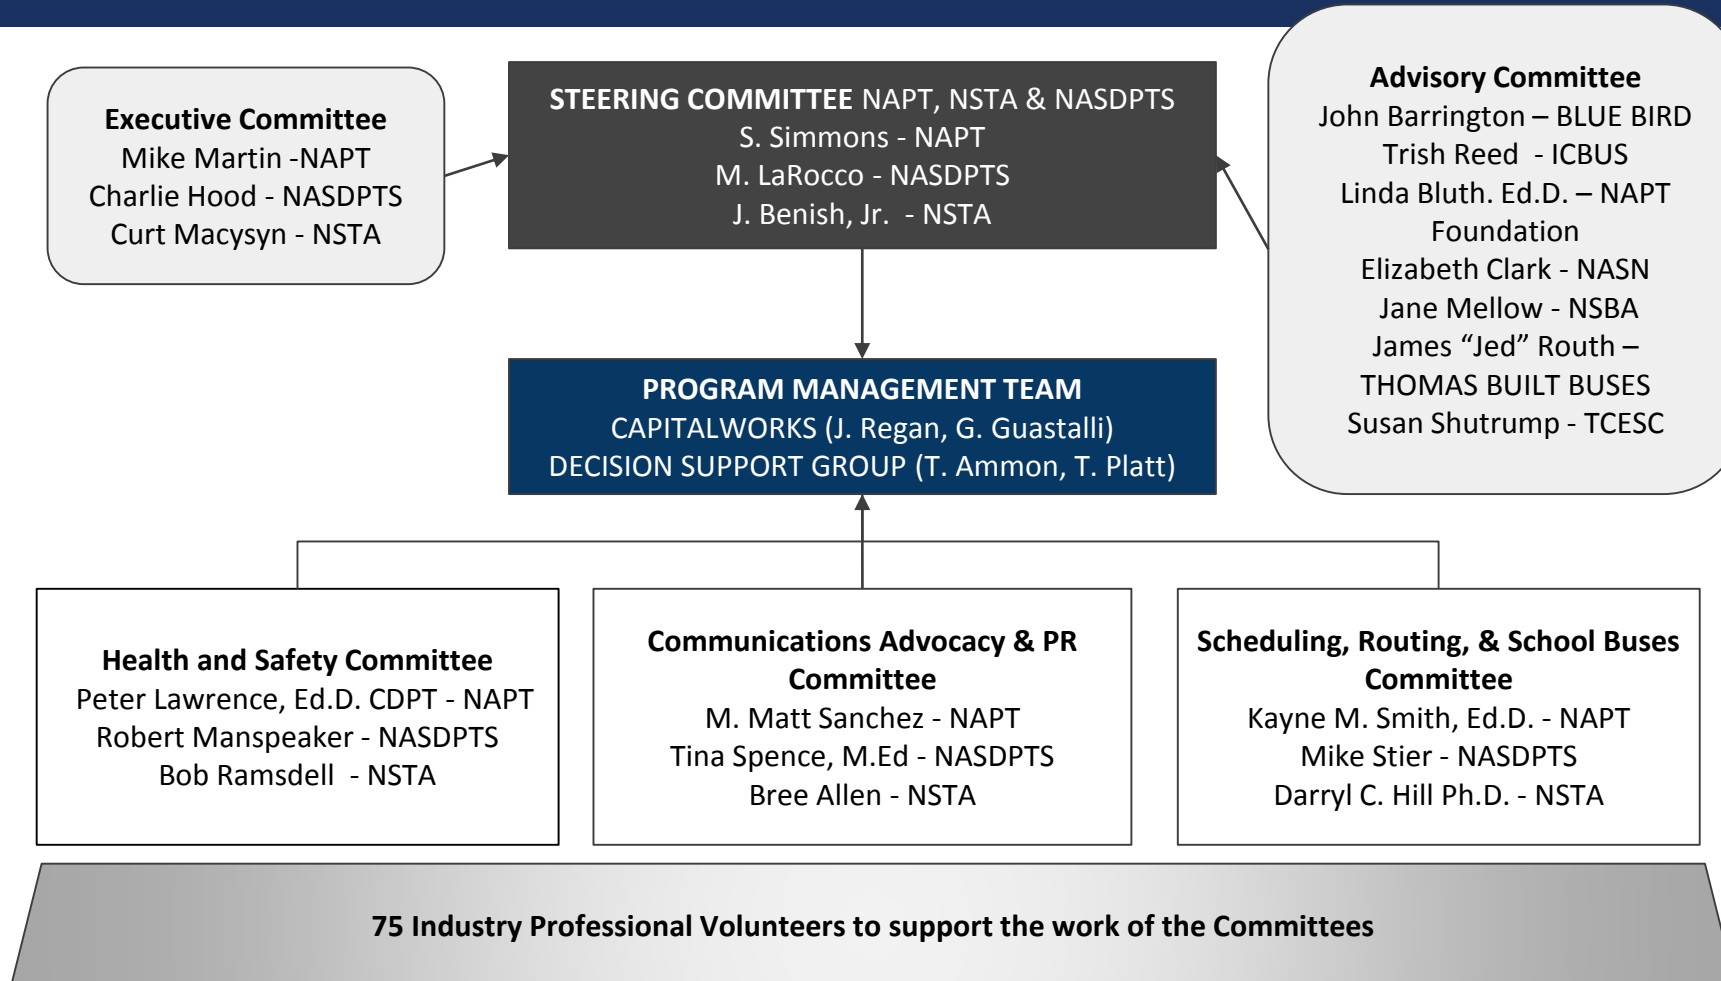 Executive Committee
Mike Martin -NAPT
Charlie Hood - NASDPTS
Curt Macysyn - NSTA
STEERING COMMITTEE NAPT, NSTA & NASDPTS
S. Simmons - NAPT
M. LaRocco - NASDPTS
J. Benish, Jr.  - NSTA
Advisory Committee
John Barrington – BLUE BIRD
Trish Reed  - ICBUS
Linda Bluth. Ed.D. – NAPT
Foundation
Elizabeth Clark - NASN
Jane Mellow - NSBA
James “Jed” Routh –
THOMAS BUILT BUSES
Susan Shutrump - TCESC
PROGRAM MANAGEMENT TEAM
CAPITALWORKS (J. Regan, G. Guastalli)
DECISION SUPPORT GROUP (T. Ammon, T. Platt)
Health and Safety Committee
Peter Lawrence, Ed.D. CDPT - NAPT
Robert Manspeaker - NASDPTS
Bob Ramsdell  - NSTA
Communications Advocacy & PR
Committee
M. Matt Sanchez - NAPT
Tina Spence, M.Ed - NASDPTS
Bree Allen - NSTA
Scheduling, Routing, & School Buses
Committee
Kayne M. Smith, Ed.D. - NAPT
Mike Stier - NASDPTS
Darryl C. Hill Ph.D. - NSTA
75 Industry Professional Volunteers to support the work of the Committees